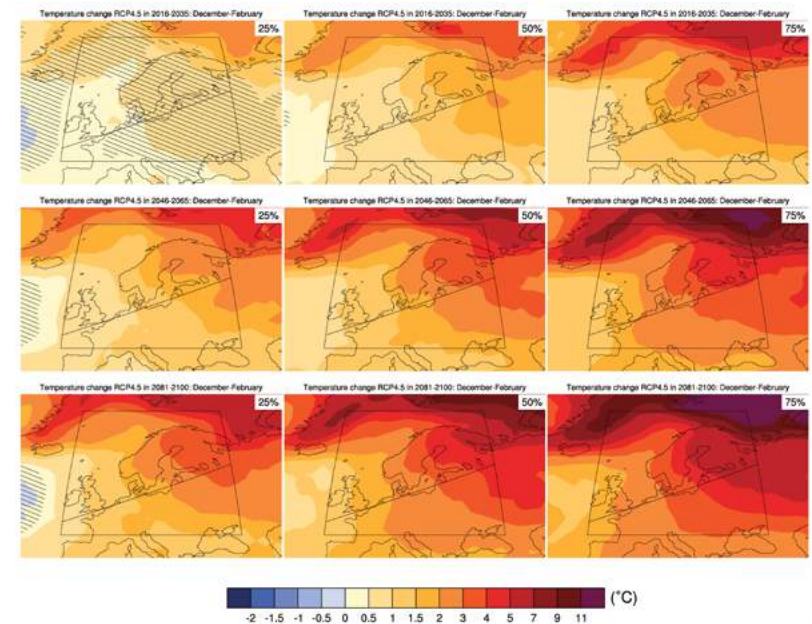 Temperature change RCP4.5 in 2016-2035: December-February
25%
Temperature change RCP4.5 in 2016-2035: December-February
50%
Temperature change RCP4.5 in 2016-2035: December-February
75%
Temperature change RCP4.5 in 2046-2065: December-February
25%
Temperature change RCP4.5 in 2046-2065: December-February
50%
Temperature change RCP4.5 in 2046-2065: December-February
75%
Temperature change RCP4.5 in 2081-2100: December-February
25%
Temperature change RCP4.5 in 2081-2100: December-February
50%
Temperature change RCP4.5 in 2081-2100: December-February
75%
(°C)
-2 -1.5 -1 -0.5 0 0.5 1 1.5 2 3 4 5 7 9 11